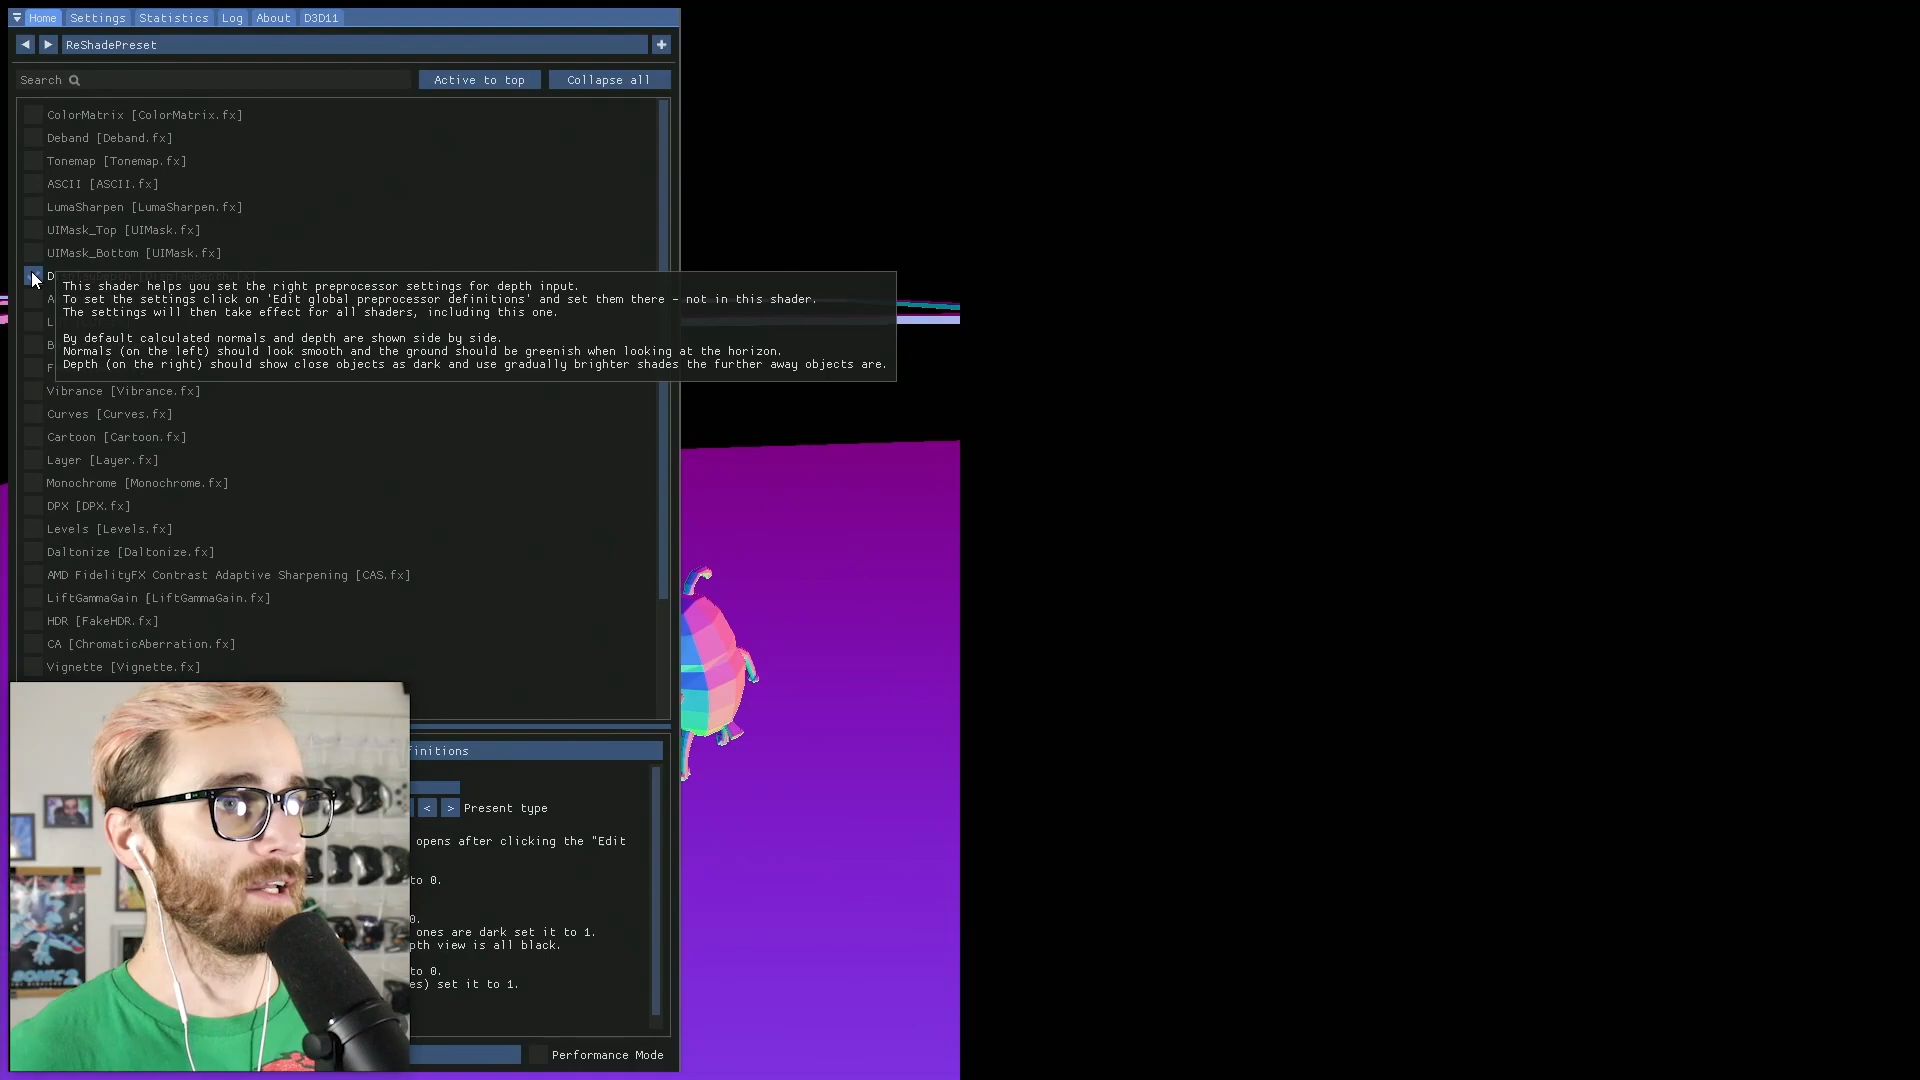 Home Settings Statistics Log About D3D11
ReShadePreset
Search Active to top Collapse all
ColorMatrix [ColorMatrix.fx]
Deband [Deband.fx]
Tonemap [Tonemap.fx]
ASCII [ASCII.fx]
LumaSharpen [LumaSharpen.fx]
UIMask_Top [UIMask.fx]
UIMask_Bottom [UIMask.fx]
DisplayDepth [DisplayDepth.fx]
This shader helps you set the right preprocessor settings for depth input.
To set the settings click on 'Edit global preprocessor definitions' and set them there - not in this shader.
The settings will then take effect for all shaders, including this one.
By default calculated normals and depth are shown side by side.
Normals (on the left) should look smooth and the ground should be greenish when looking at the horizon.
Depth (on the right) should show close objects as dark and use gradually brighter shades the further away objects are.
Vibrance [Vibrance.fx]
Curves [Curves.fx]
Cartoon [Cartoon.fx]
Layer [Layer.fx]
Monochrome [Monochrome.fx]
DPX [DPX.fx]
Levels [Levels.fx]
Daltonize [Daltonize.fx]
AMD FidelityFX Contrast Adaptive Sharpening [CAS.fx]
LiftGammaGain [LiftGammaGain.fx]
HDR [FakeHDR.fx]
CA [ChromaticAberration.fx]
Vignette [Vignette.fx]
finitions
< > Present type
opens after clicking the "Edit
to 0.
0.
ones are dark set it to 1.
pth view is all black.
to 0.
es) set it to 1.
SONIC 2
Performance Mode